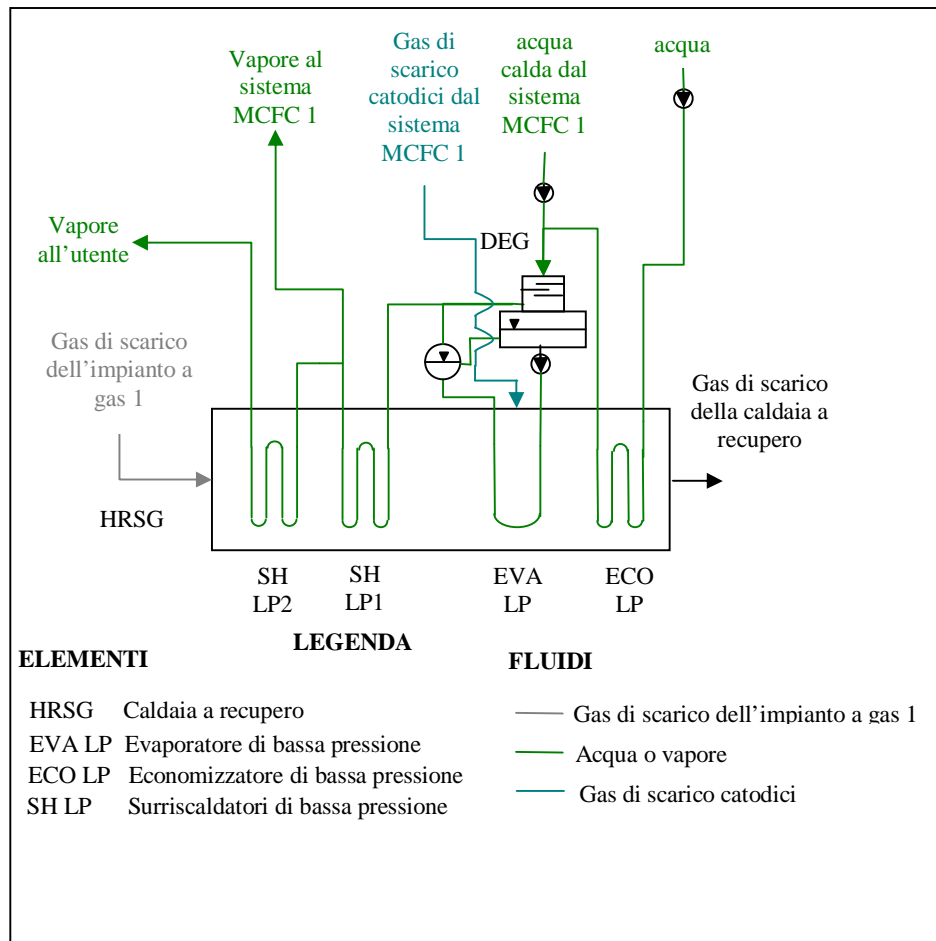 Vapore al
sistema
MCFC 1
Gas di
scarico
catodici dal
sistema
MCFC 1
acqua
calda dal
sistema
MCFC 1
acqua
Vapore
all’utente
DEG
Gas di scarico
dell’impianto a
gas 1
Gas di scarico
della caldaia a
recupero
HRSG
SH
LP2
SH
LP1
EVA
LP
ECO
LP
LEGENDA
ELEMENTI
HRSG Caldaia a recupero
EVA LP Evaporatore di bassa pressione
ECO LP Economizzatore di bassa pressione
SH LP Surriscaldatori di bassa pressione
FLUIDI
Gas di scarico dell’impianto a gas 1
Acqua o vapore
Gas di scarico catodici